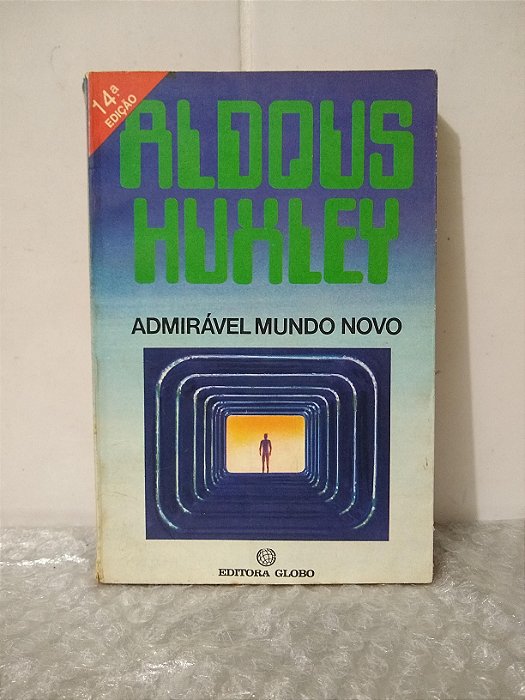 14ª
EDIÇÃO
ALDOUS
HUXLEY
ADMIRÁVEL MUNDO NOVO
EDITORA GLOBO